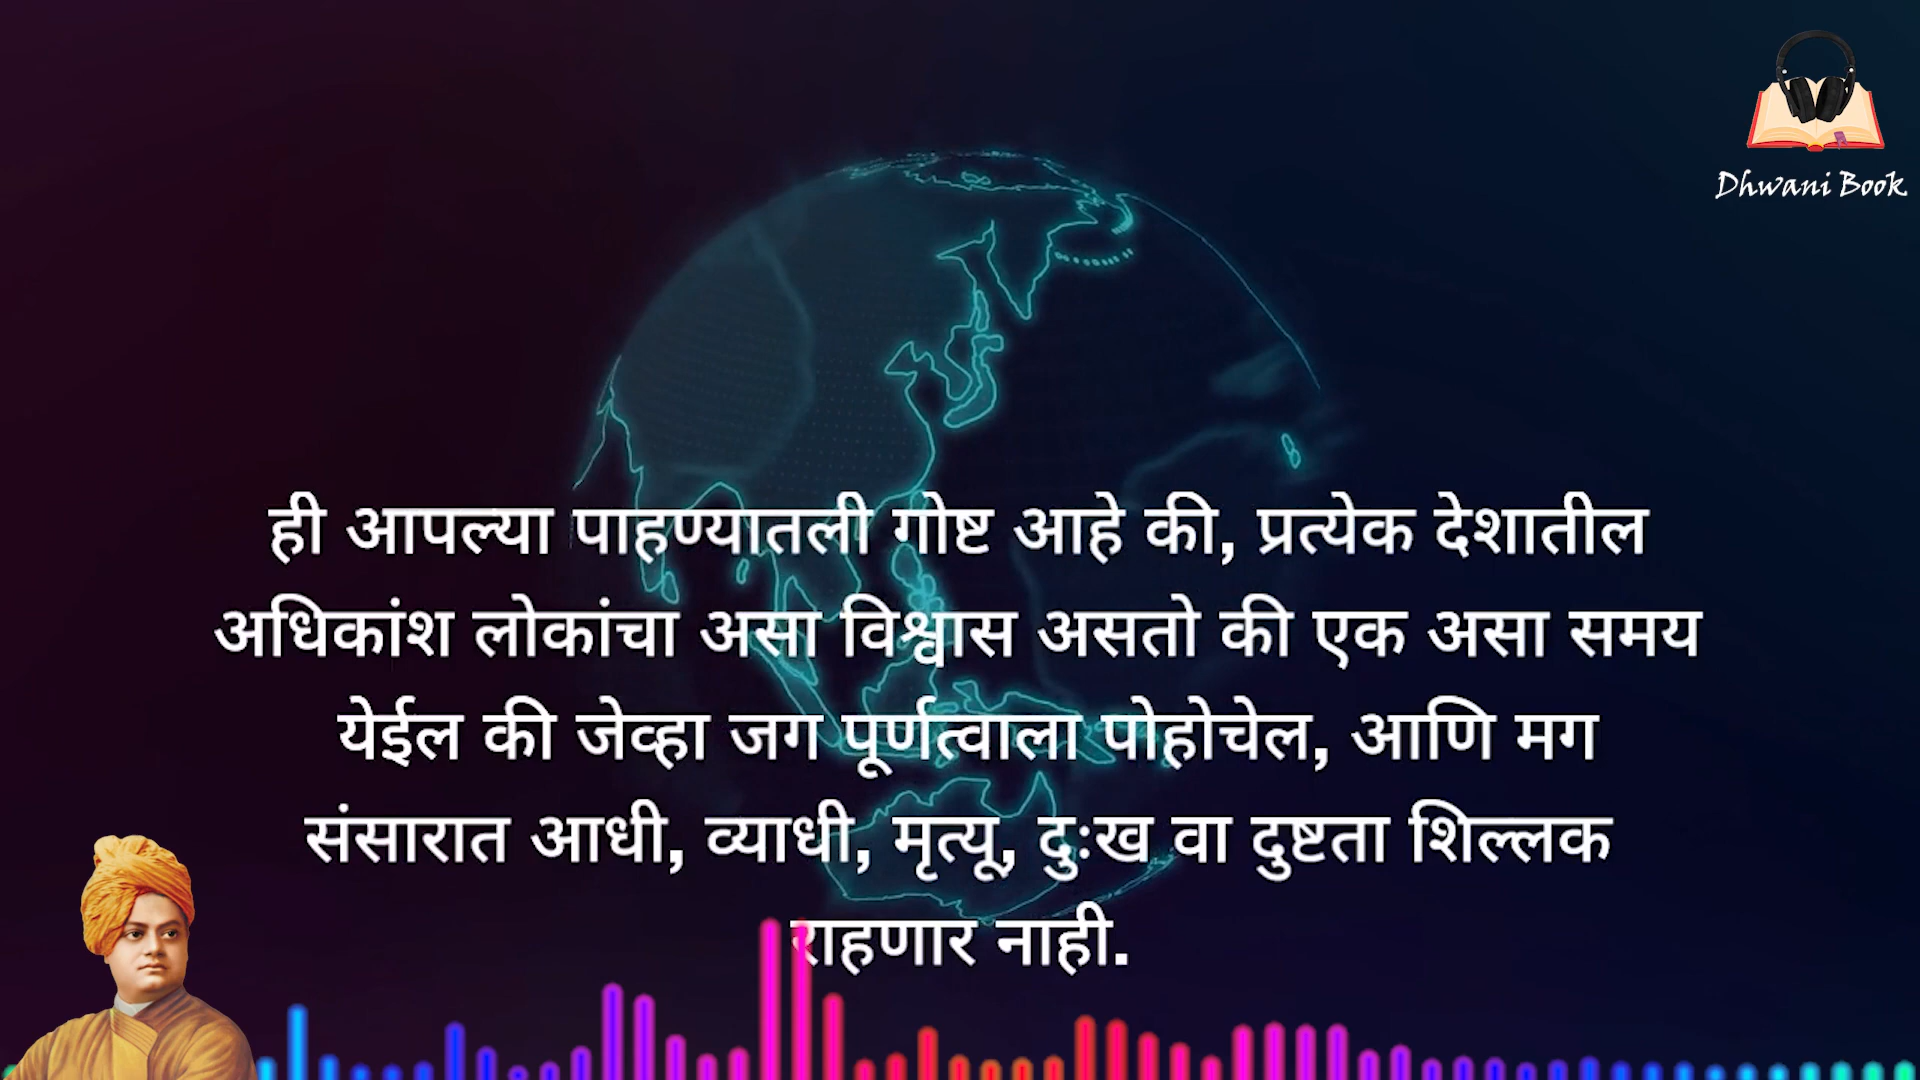 Dhwani Book
ही आपल्या पाहण्यातली गोष्ट आहे की, प्रत्येक देशातील
अधिकांश लोकांचा असा विश्वास असतो की एक असा समय
येईल की जेव्हा जग पूर्णत्वाला पोहोचेल, आणि मग
संसारात आधी, व्याधी, मृत्यू, दुःख वा दुष्टता शिल्लक
राहणार नाही.